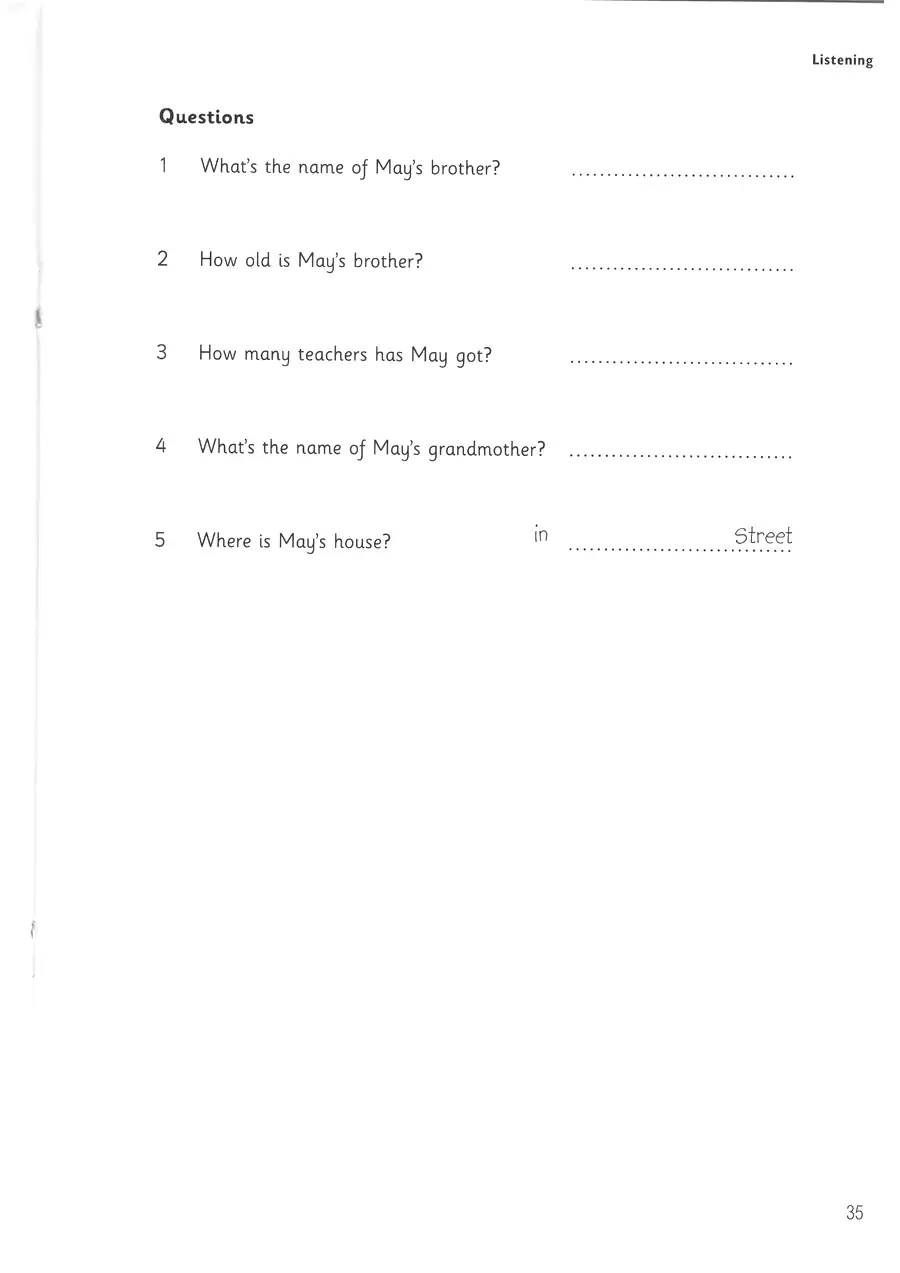 Listening
Questions
1 What's the name of May's brother? ................................
2 How old is May's brother? ................................
3 How many teachers has May got? ................................
4 What's the name of May's grandmother? ................................
5 Where is May's house? in ................................ Street
35